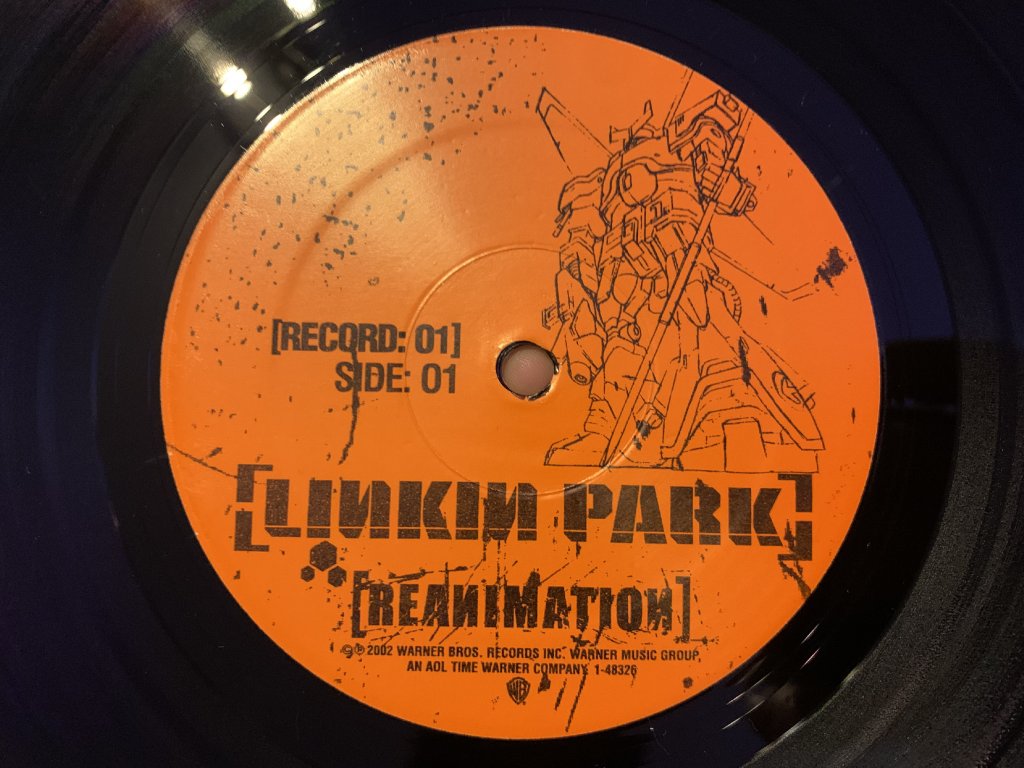 [RECORD: 01]
SIDE: 01
[LINKIN PARK]
[REANIMATION]
©℗ 2002 WARNER BROS. RECORDS INC. WARNER MUSIC GROUP,
AN AOL TIME WARNER COMPANY. 1-48326
WB